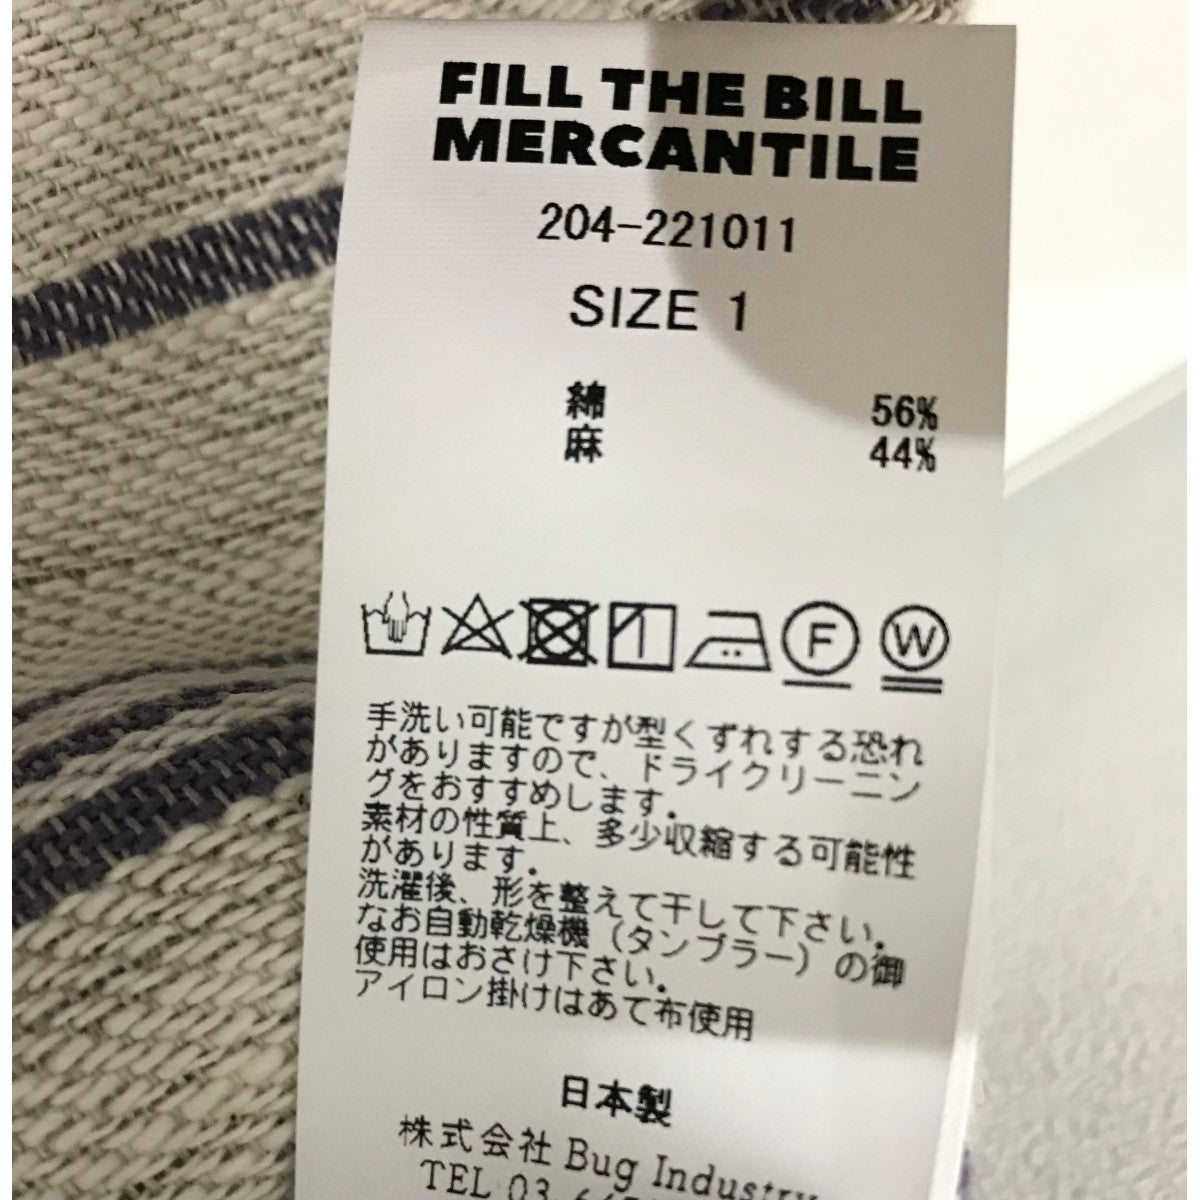 FILL THE BILL
MERCANTILE
204-221011
SIZE 1
綿 56%
麻 44%
F W
手洗い可能ですが型くずれする恐れ
がありますので、ドライクリーニン
グをおすすめします。
素材の性質上、多少収縮する可能性
があります。
洗濯後、形を整えて干して下さい。
なお自動乾燥機（タンブラー）の御
使用はおさけ下さい。
アイロン掛けはあて布使用
日本製
株式会社 Bug Industry
TEL 03